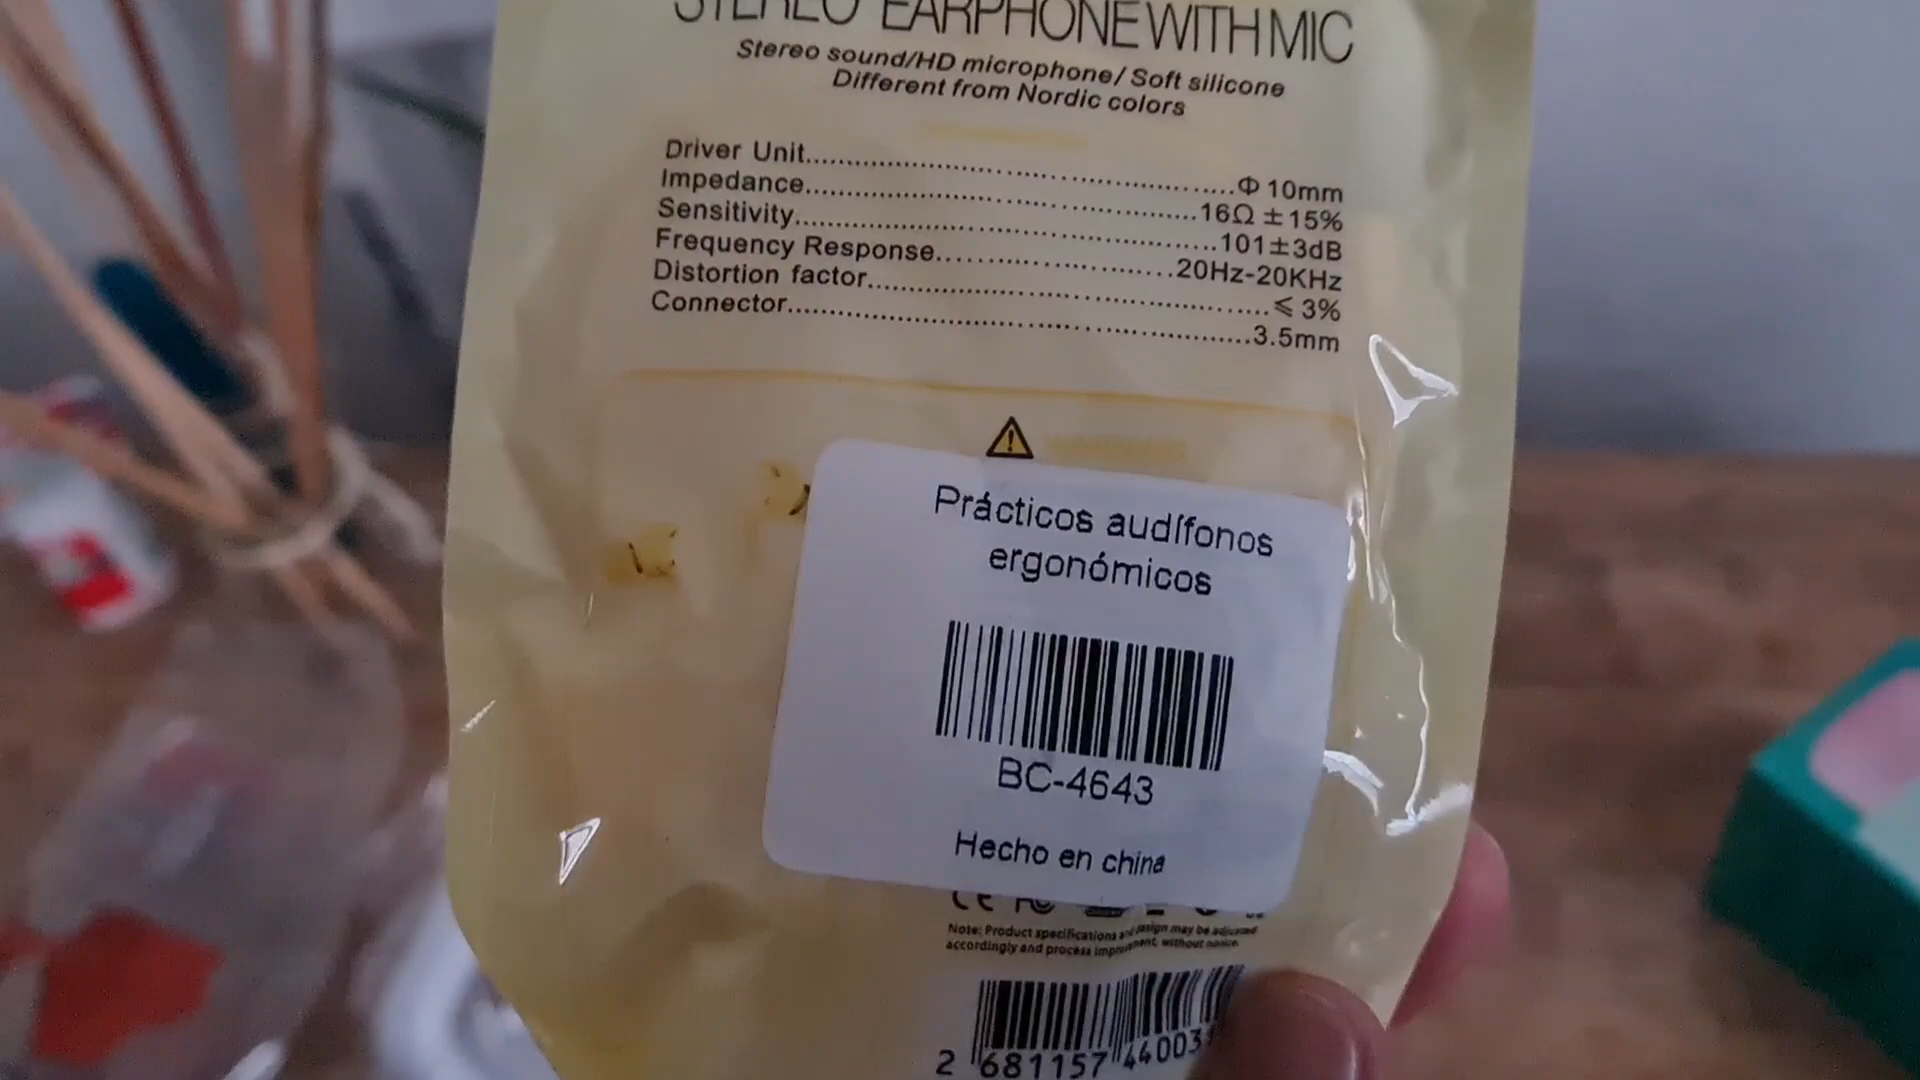 STEREO EARPHONE WITH MIC
Stereo sound/HD microphone/ Soft silicone
Different from Nordic colors
Driver Unit........................................Φ 10mm
Impedance........................................16Ω ±15%
Sensitivity........................................101±3dB
Frequency Response........................20Hz-20KHz
Distortion factor...............................≤ 3%
Connector........................................3.5mm
Prácticos audífonos
ergonómicos
BC-4643
Hecho en china
CE FC
Note: Product specifications and design may be adjusted
accordingly and process improvement, without notice.
2 681157 44003